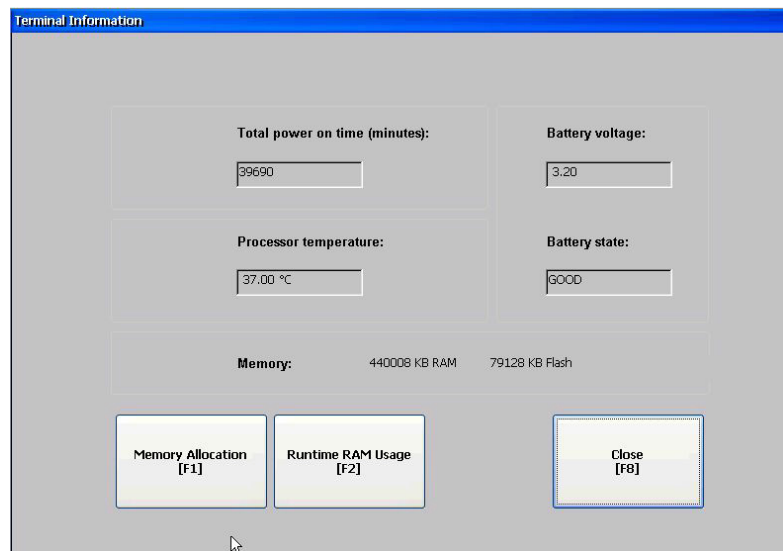 Terminal Information
Total power on time (minutes):
39690
Battery voltage:
3.20
Processor temperature:
37.00 °C
Battery state:
GOOD
Memory: 440008 KB RAM 79128 KB Flash
Memory Allocation
[F1]
Runtime RAM Usage
[F2]
Close
[F8]